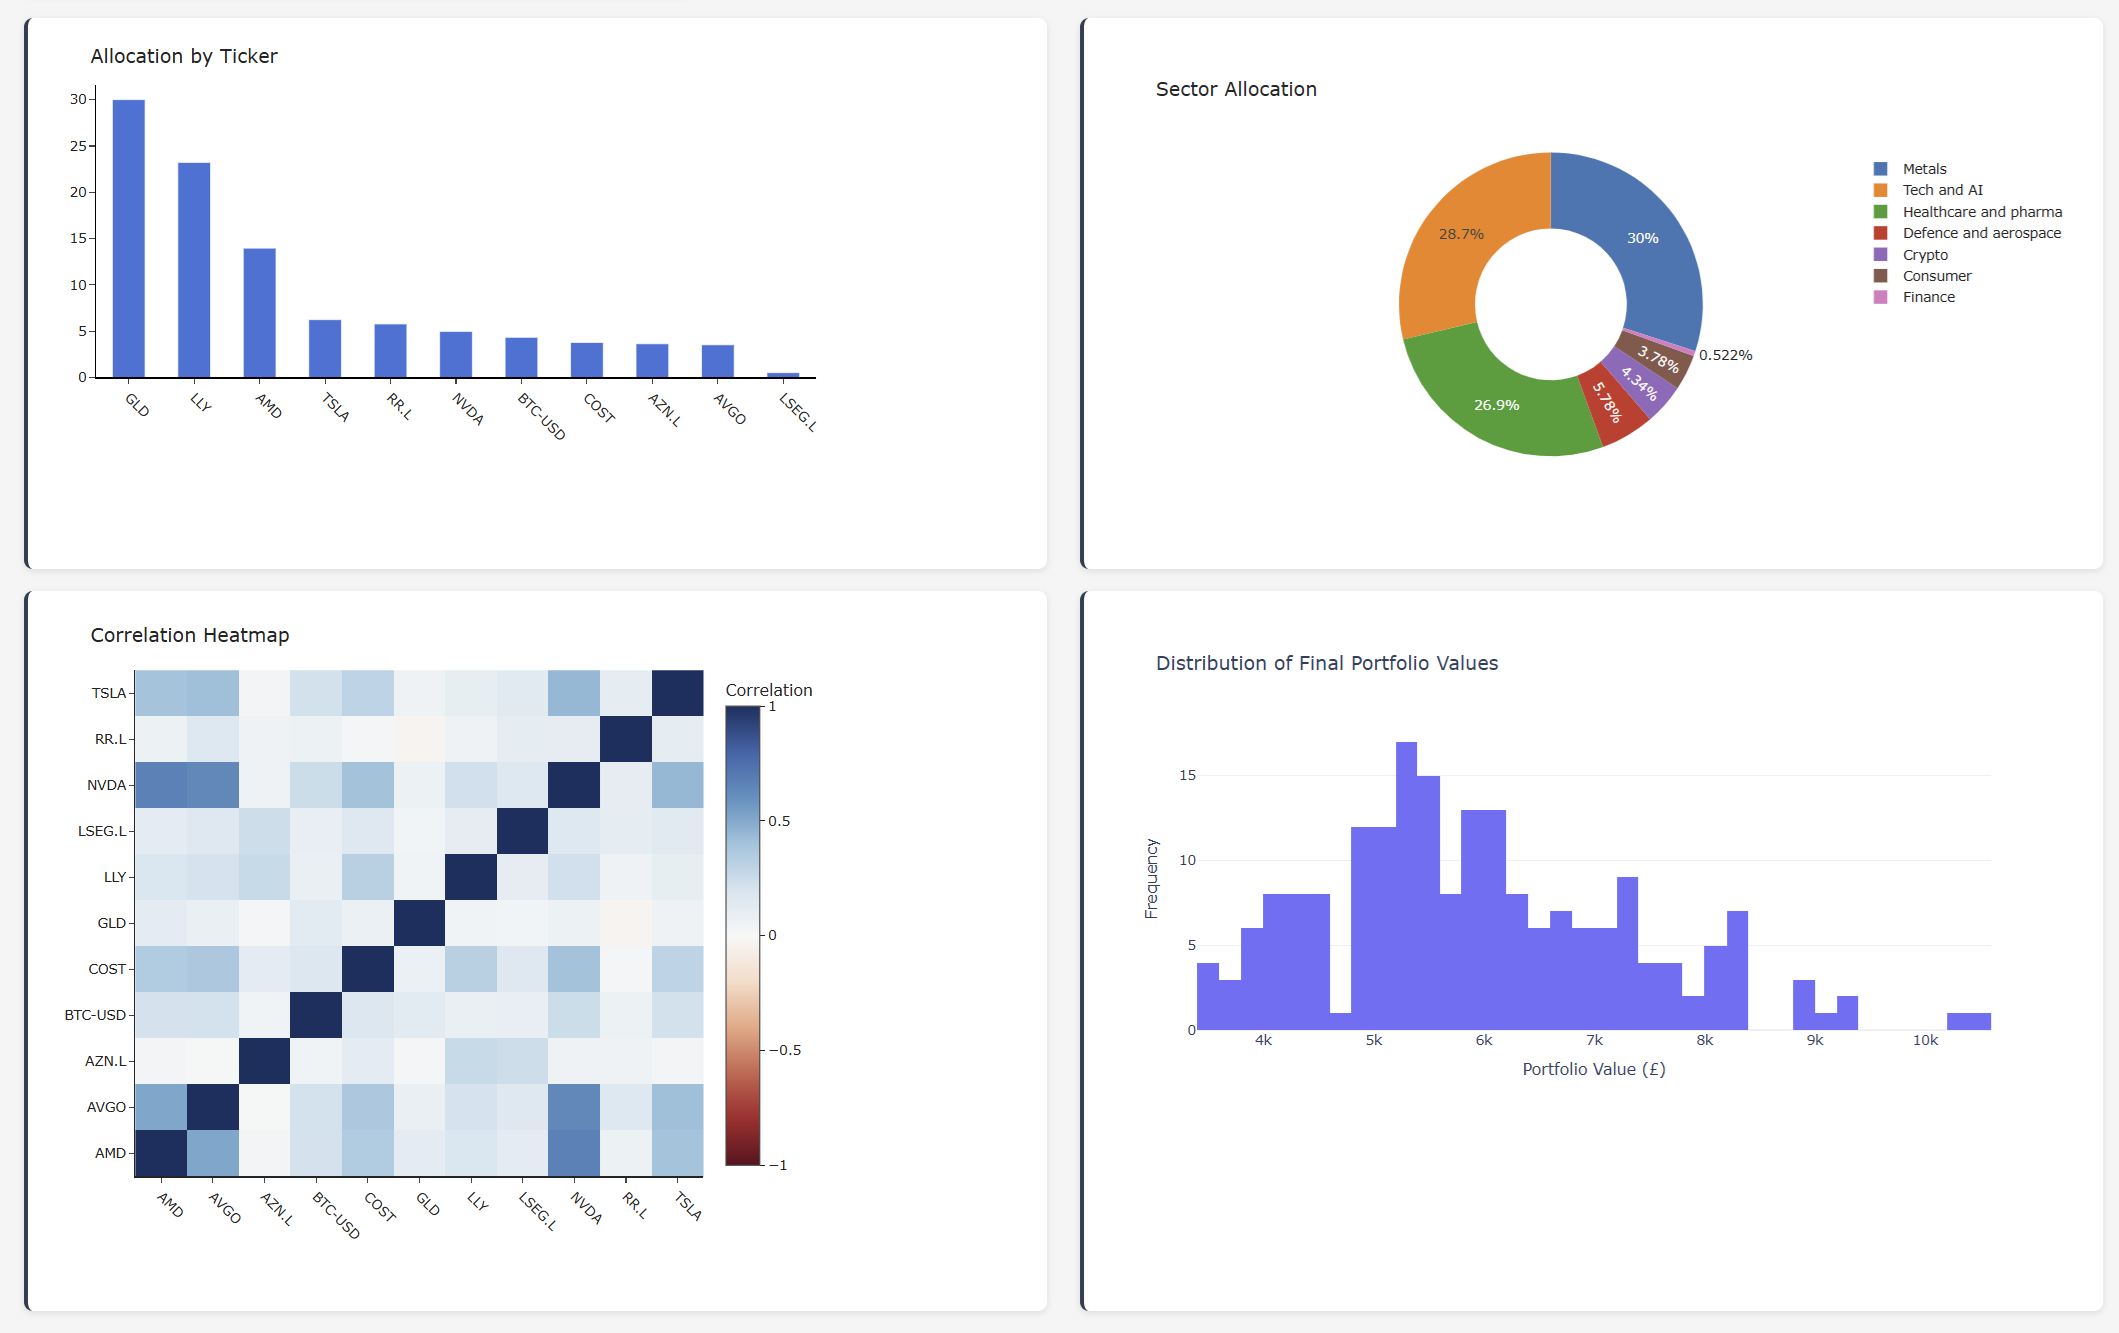 Allocation by Ticker
30
25
20
15
10
5
0
GLD
LLY
AMD
TSLA
RR.L
NVDA
BTC-USD
COST
AZN.L
AVGO
LSEG.L
Sector Allocation
30%
28.7%
26.9%
5.78%
4.34%
3.78%
0.522%
Metals
Tech and AI
Healthcare and pharma
Defence and aerospace
Crypto
Consumer
Finance
Correlation Heatmap
TSLA
RR.L
NVDA
LSEG.L
LLY
GLD
COST
BTC-USD
AZN.L
AVGO
AMD
AMD
AVGO
AZN.L
BTC-USD
COST
GLD
LLY
LSEG.L
NVDA
RR.L
TSLA
Correlation
1
0.5
0
−0.5
−1
Distribution of Final Portfolio Values
Frequency
15
10
5
0
4k
5k
6k
7k
8k
9k
10k
Portfolio Value (£)